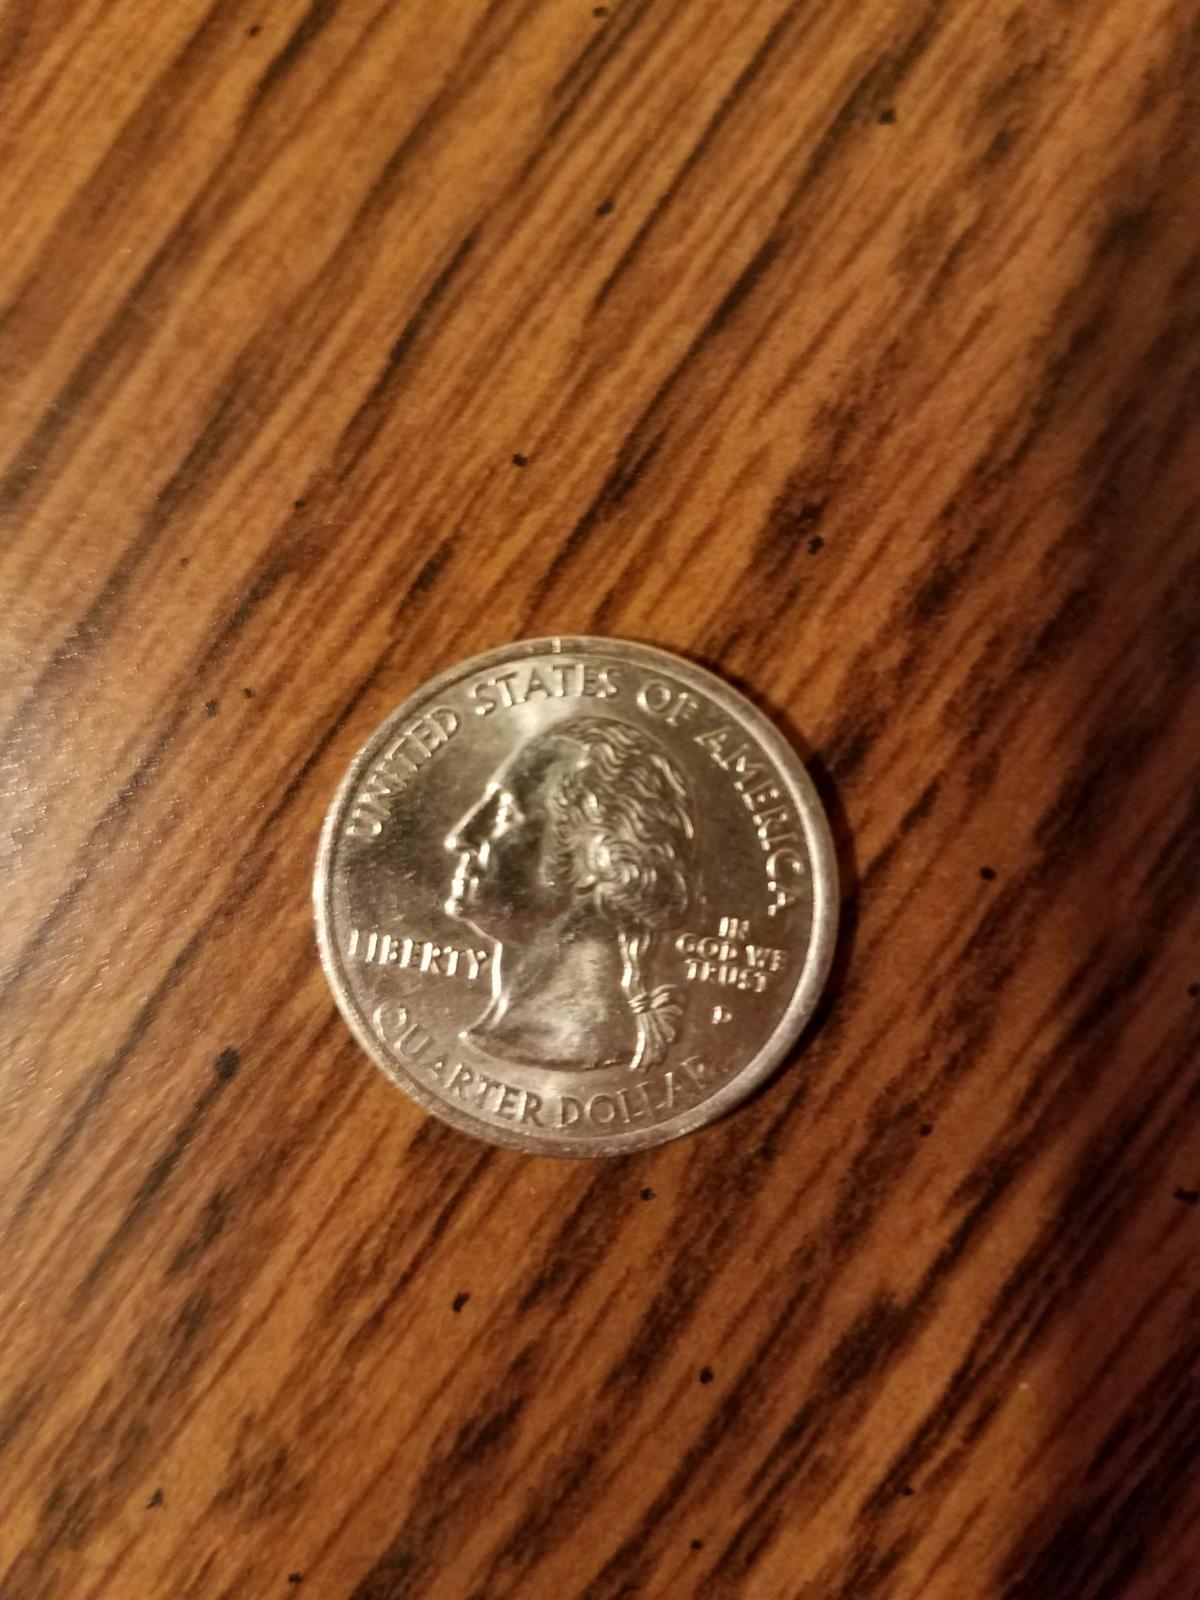 UNITED STATES OF AMERICA
LIBERTY
IN
GOD WE
TRUST
P
QUARTER DOLLAR